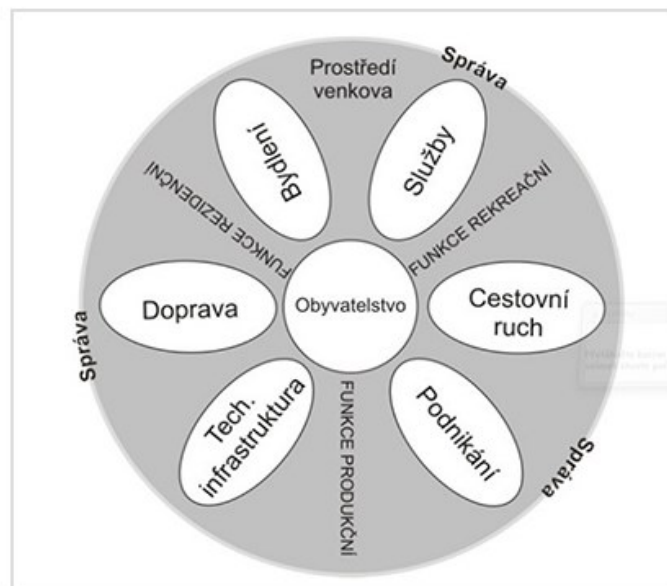 Prostředí
venkova
Správa
Bydlení
Služby
FUNKCE REZIDENČNÍ
FUNKCE REKREAČNÍ
Doprava
Obyvatelstvo
Cestovní
ruch
Správa
Tech.
infrastruktura
FUNKCE PRODUKČNÍ
Podnikání
Správa